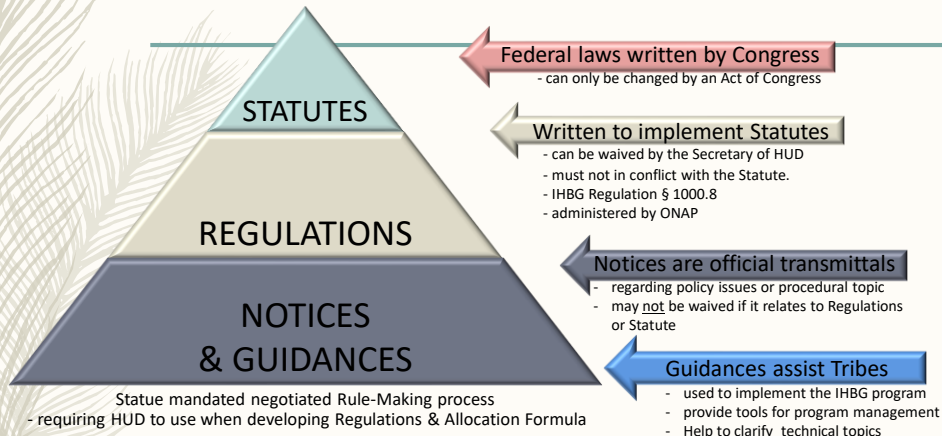 STATUTES
REGULATIONS
NOTICES
& GUIDANCES
Federal laws written by Congress
- can only be changed by an Act of Congress
Written to implement Statutes
- can be waived by the Secretary of HUD
- must not in conflict with the Statute.
- IHBG Regulation § 1000.8
- administered by ONAP
Notices are official transmittals
- regarding policy issues or procedural topic
- may not be waived if it relates to Regulations
or Statute
Guidances assist Tribes
- used to implement the IHBG program
- provide tools for program management
- Help to clarify technical topics
Statue mandated negotiated Rule-Making process
- requiring HUD to use when developing Regulations & Allocation Formula